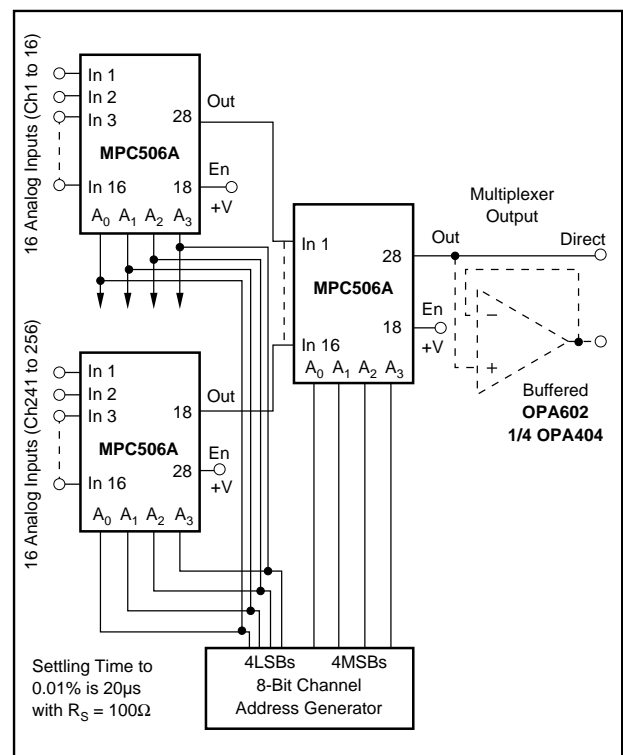 16 Analog Inputs (Ch1 to 16)
In 1
In 2
In 3
In 16
MPC506A
28
Out
18
En
+V
A0 A1 A2 A3
In 1
In 16
MPC506A
28
Out
18
En
+V
A0 A1 A2 A3
Multiplexer
Output
Direct
−
+
Buffered
OPA602
1/4 OPA404
16 Analog Inputs (Ch241 to 256)
In 1
In 2
In 3
In 16
MPC506A
18
Out
28
En
+V
A0 A1 A2 A3
4LSBs 4MSBs
8-Bit Channel
Address Generator
Settling Time to
0.01% is 20µs
with RS = 100Ω